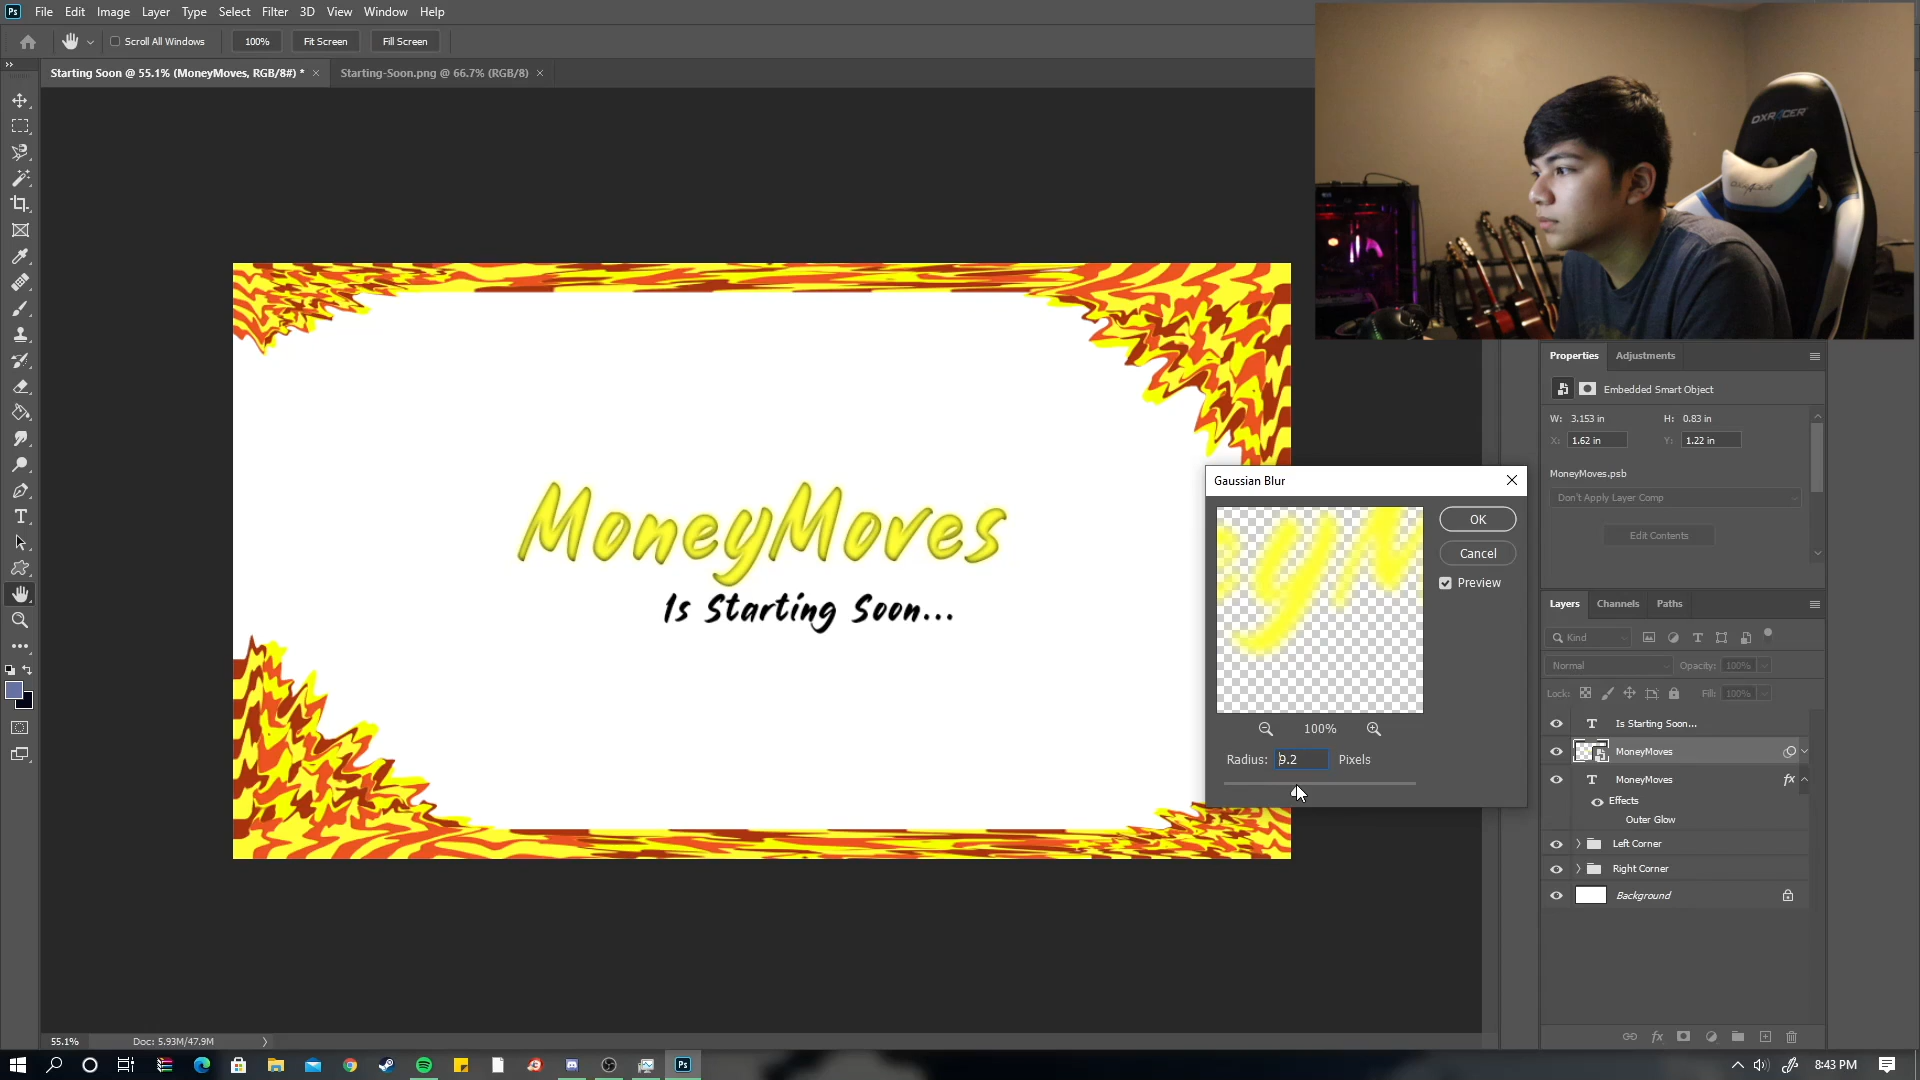 Ps File Edit Image Layer Type Select Filter 3D View Window Help
Scroll All Windows 100% Fit Screen Fill Screen
Starting Soon @ 55.1% (MoneyMoves, RGB/8#) * × Starting-Soon.png @ 66.7% (RGB/8) ×
DXRACER
MoneyMoves
Is Starting Soon...
Gaussian Blur
OK
Cancel
Preview
100%
Radius: 9.2 Pixels
Properties Adjustments
Embedded Smart Object
W: 3.153 in H: 0.83 in
X: 1.62 in Y: 1.22 in
MoneyMoves.psb
Don't Apply Layer Comp
Edit Contents
Layers Channels Paths
Kind
Normal Opacity: 100%
Lock: Fill: 100%
T Is Starting Soon...
MoneyMoves
T MoneyMoves fx
Effects
Outer Glow
Left Corner
Right Corner
Background
fx
55.1% Doc: 5.93M/47.9M
Ps 8:43 PM